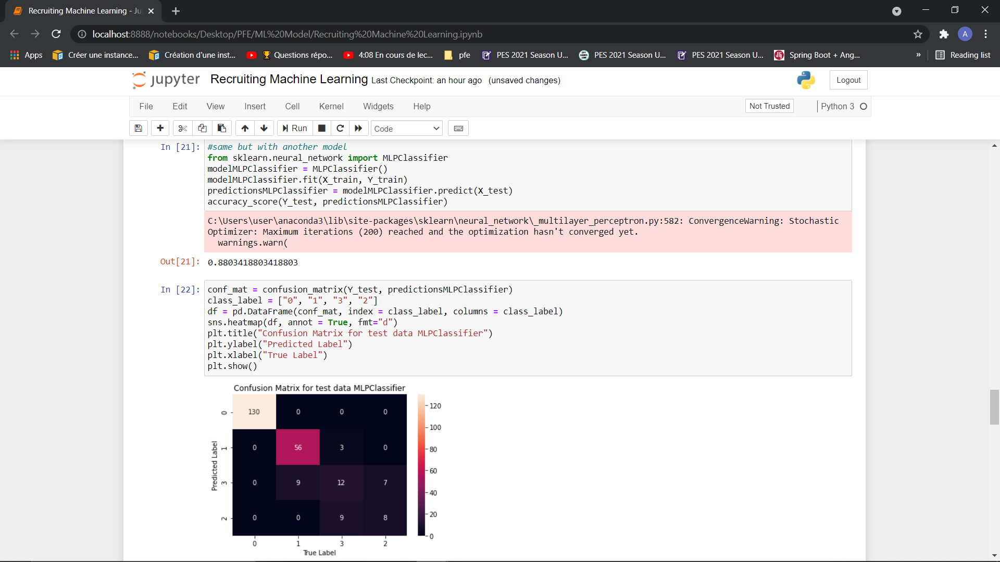 Recruiting Machine Learning - Ju
localhost:8888/notebooks/Desktop/PFE/ML%20Model/Recruiting%20Machine%20Learning.ipynb
A
Apps
Créer une instance...
Création d'une inst...
Questions répo...
4:08 En cours de lec...
pfe
PES 2021 Season U...
PES 2021 Season U...
PES 2021 Season U...
Spring Boot + Ang...
»
Reading list
jupyter Recruiting Machine Learning Last Checkpoint: an hour ago (unsaved changes)
Logout
File Edit View Insert Cell Kernel Widgets Help
Not Trusted
Python 3
Run
Code
In [21]: #same but with another model
from sklearn.neural_network import MLPClassifier
modelMLPClassifier = MLPClassifier()
modelMLPClassifier.fit(X_train, Y_train)
predictionsMLPClassifier = modelMLPClassifier.predict(X_test)
accuracy_score(Y_test, predictionsMLPClassifier)
C:\Users\user\anaconda3\lib\site-packages\sklearn\neural_network\_multilayer_perceptron.py:582: ConvergenceWarning: Stochastic
Optimizer: Maximum iterations (200) reached and the optimization hasn't converged yet.
warnings.warn(
Out[21]: 0.8803418803418803
In [22]: conf_mat = confusion_matrix(Y_test, predictionsMLPClassifier)
class_label = ["0", "1", "3", "2"]
df = pd.DataFrame(conf_mat, index = class_label, columns = class_label)
sns.heatmap(df, annot = True, fmt="d")
plt.title("Confusion Matrix for test data MLPClassifier")
plt.ylabel("Predicted Label")
plt.xlabel("True Label")
plt.show()
Confusion Matrix for test data MLPClassifier
0 130 0 0 0
1 0 56 3 0
3 0 9 12 7
2 0 0 9 8
0 1 3 2
Predicted Label
True Label
120
100
80
60
40
20
0